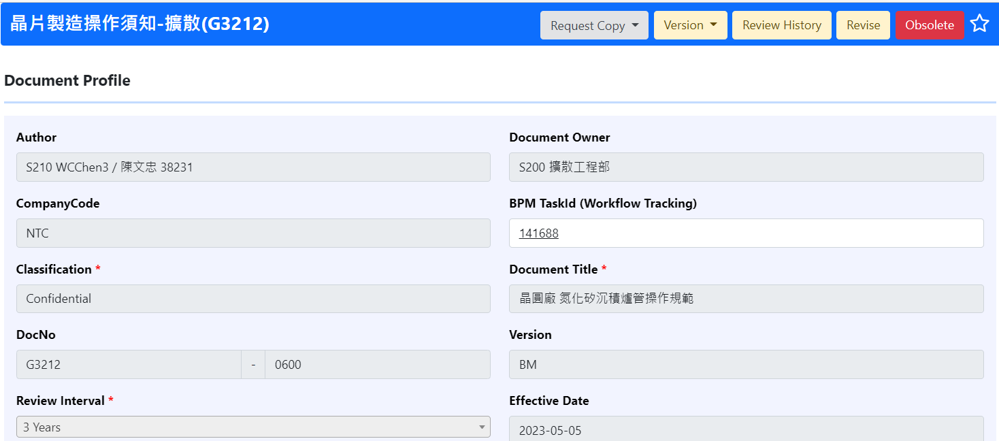 晶片製造操作須知-擴散(G3212)
Request Copy
Version
Review History
Revise
Obsolete
Document Profile
Author
Document Owner
S210 WCChen3 / 陳文忠 38231
S200 擴散工程部
CompanyCode
BPM TaskId (Workflow Tracking)
NTC
141688
Classification *
Document Title *
Confidential
晶圓廠 氮化矽沉積爐管操作規範
DocNo
Version
G3212 - 0600
BM
Review Interval *
Effective Date
3 Years
2023-05-05